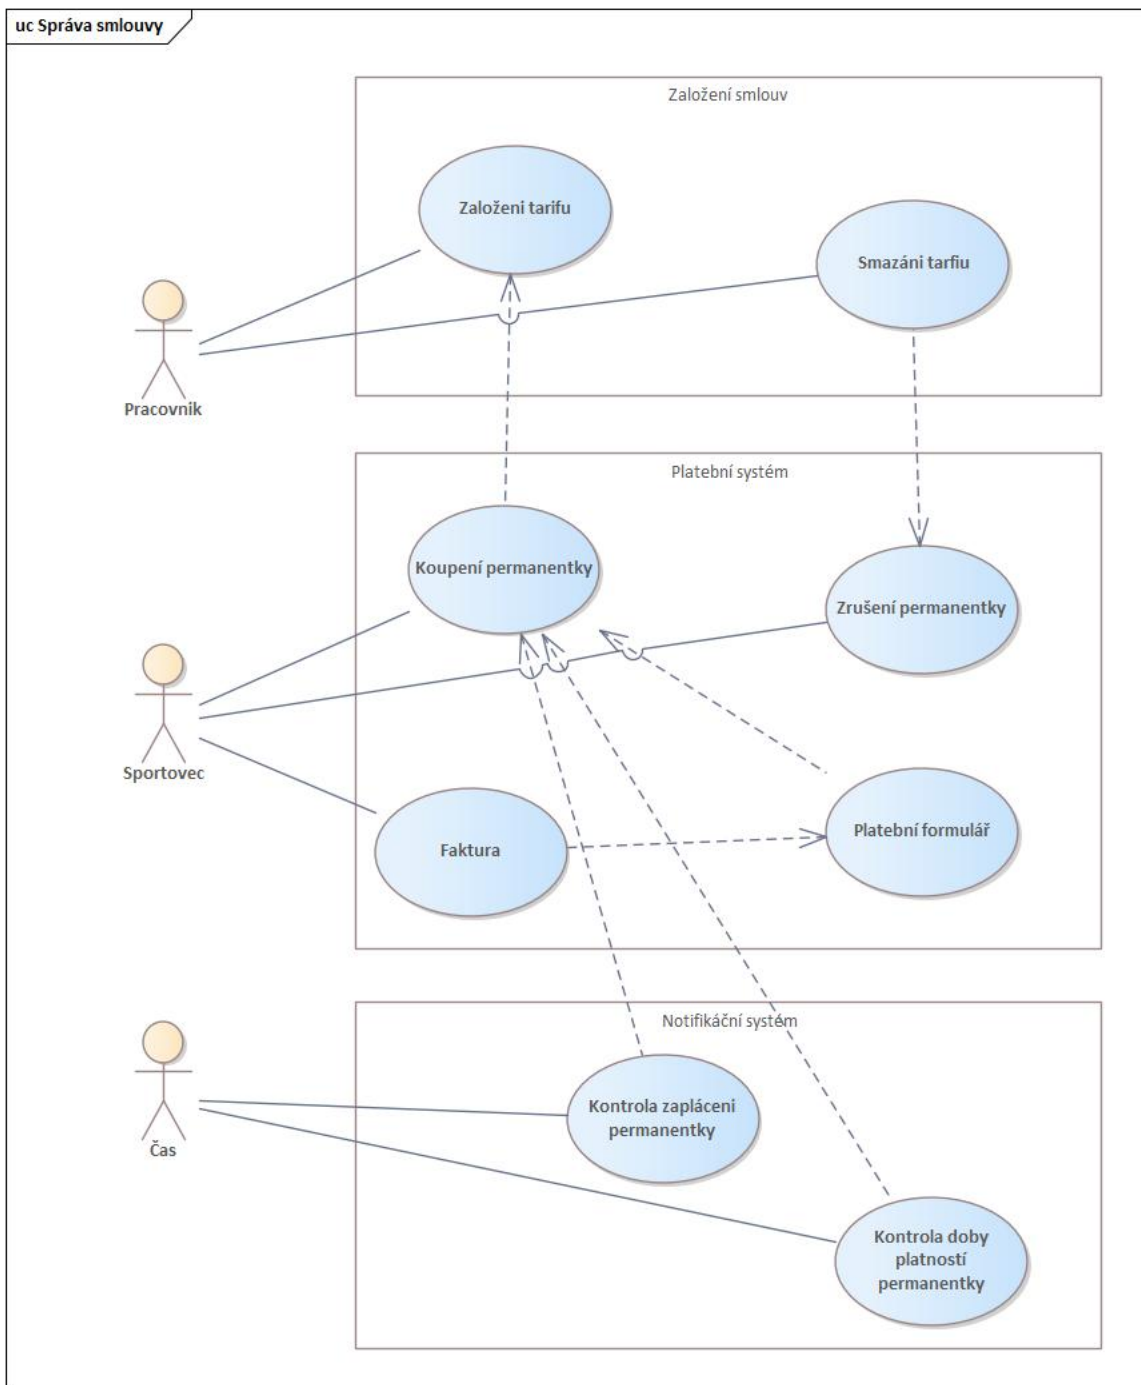 uc Správa smlouvy
Založení smlouv
Založeni tarifu
Smazáni tarfiu
Pracovnik
Platební systém
Koupení permanentky
Zrušení permanentky
Sportovec
Platební formulář
Faktura
Notifikáční systém
Kontrola zapláceni
permanentky
Čas
Kontrola doby
platností
permanentky